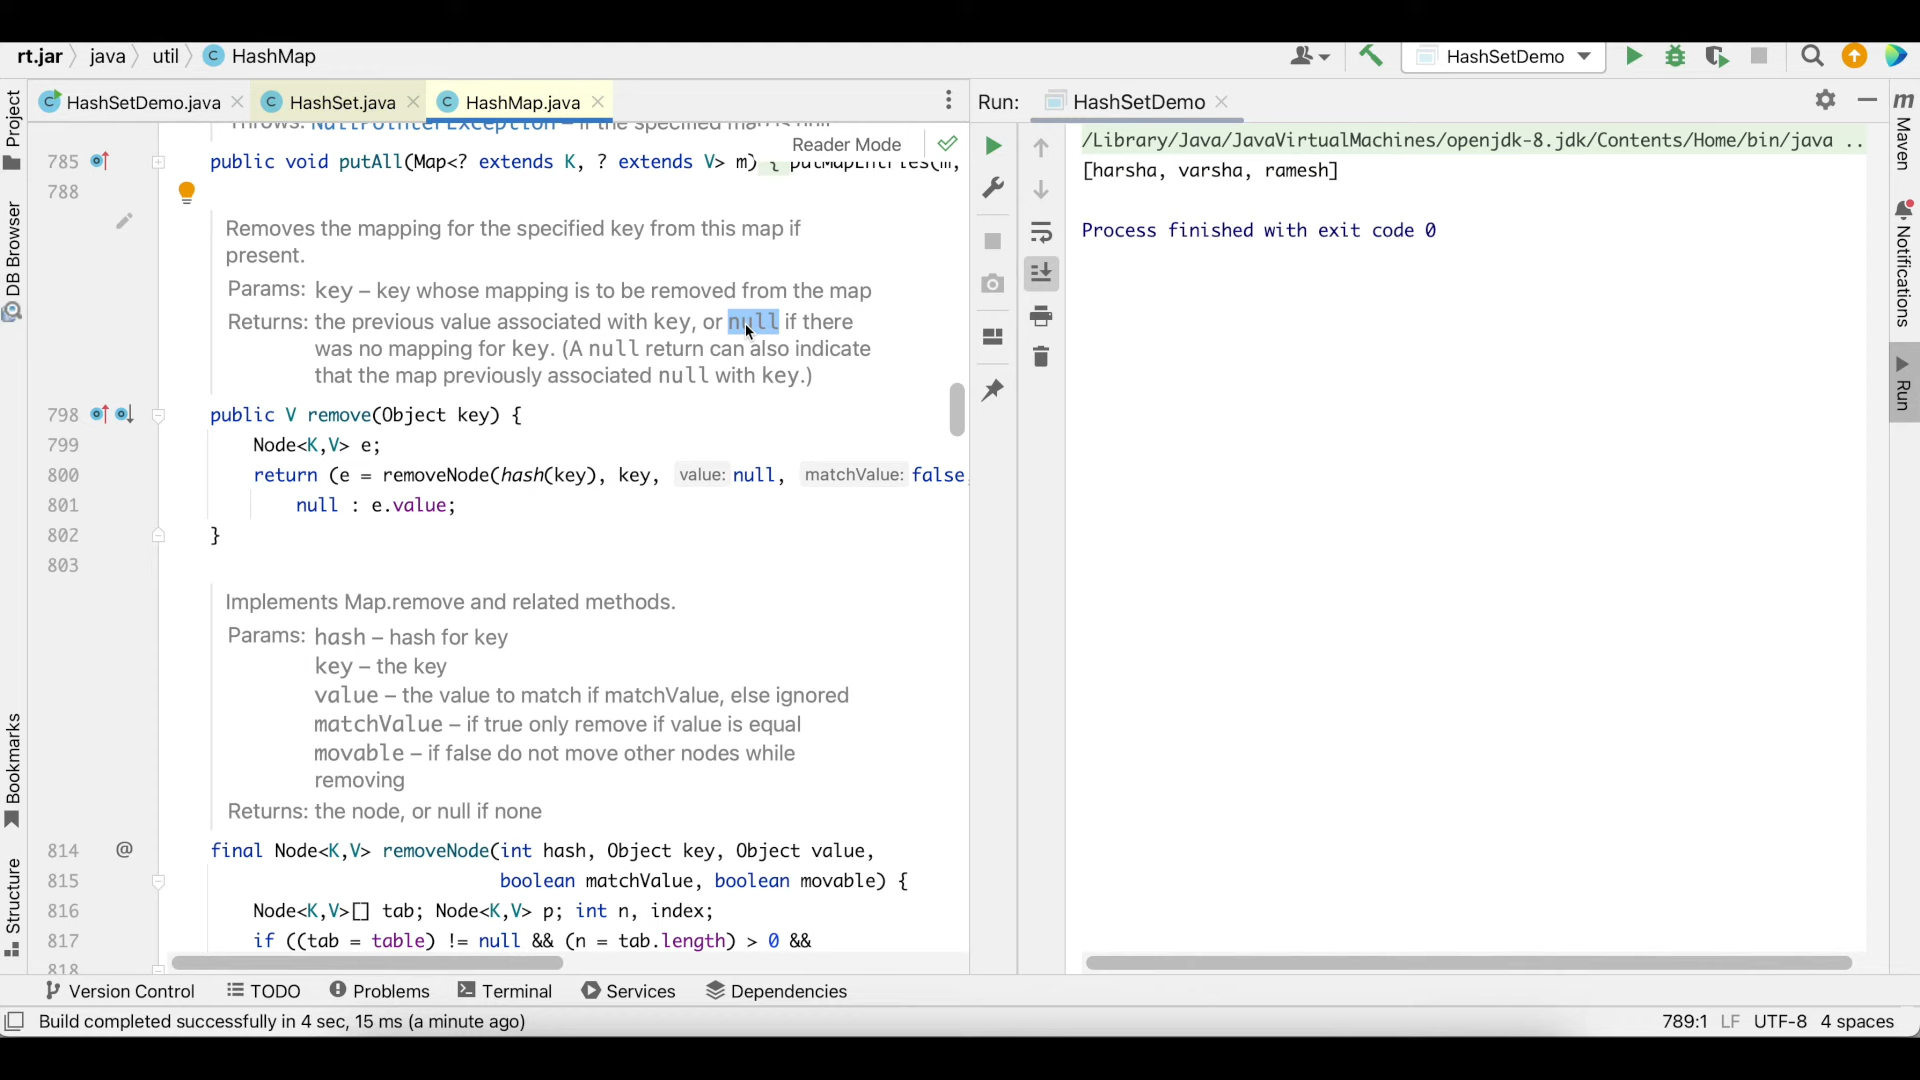 rt.jar java util HashMap
HashSetDemo
HashSetDemo.java HashSet.java HashMap.java
Run: HashSetDemo
Project
DB Browser
Bookmarks
Structure
Reader Mode
Throws: NullPointerException – if the specified map is null
785 public void putAll(Map<? extends K, ? extends V> m) { putMapEntries(m,
788
Removes the mapping for the specified key from this map if
present.
Params: key – key whose mapping is to be removed from the map
Returns: the previous value associated with key, or null if there
was no mapping for key. (A null return can also indicate
that the map previously associated null with key.)
798 public V remove(Object key) {
799 Node<K,V> e;
800 return (e = removeNode(hash(key), key, value: null, matchValue: false,
801 null : e.value;
802 }
803
Implements Map.remove and related methods.
Params: hash – hash for key
key – the key
value – the value to match if matchValue, else ignored
matchValue – if true only remove if value is equal
movable – if false do not move other nodes while
removing
Returns: the node, or null if none
814 @ final Node<K,V> removeNode(int hash, Object key, Object value,
815 boolean matchValue, boolean movable) {
816 Node<K,V>[] tab; Node<K,V> p; int n, index;
817 if ((tab = table) != null && (n = tab.length) > 0 &&
818
/Library/Java/JavaVirtualMachines/openjdk-8.jdk/Contents/Home/bin/java ..
[harsha, varsha, ramesh]
Process finished with exit code 0
m
Maven
Notifications
Run
Version Control TODO Problems Terminal Services Dependencies
Build completed successfully in 4 sec, 15 ms (a minute ago)
789:1 LF UTF-8 4 spaces